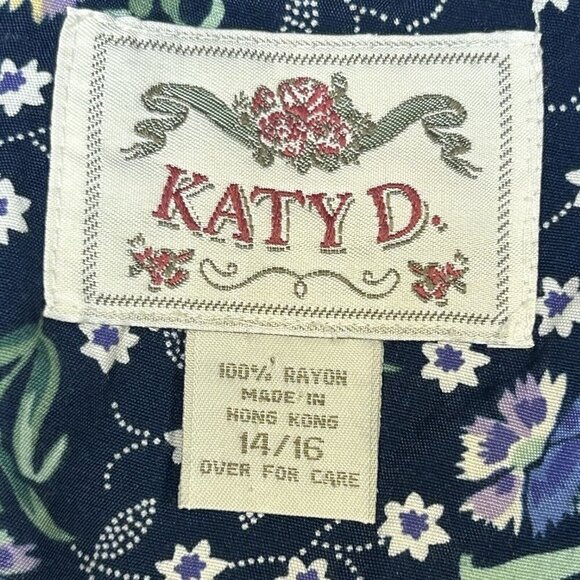 KATY D.
100% RAYON
MADE IN
HONG KONG
14/16
OVER FOR CARE